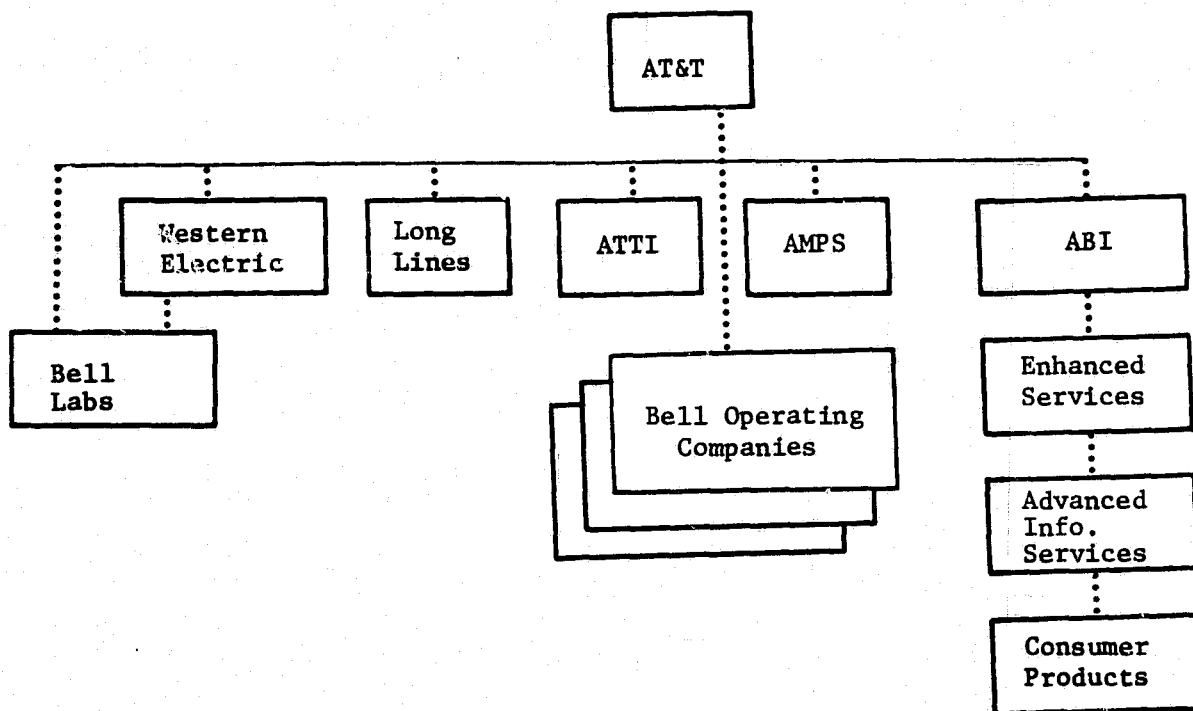 AT&T
Western
Electric
Long
Lines
ATTI
AMPS
ABI
Bell
Labs
Bell Operating
Companies
Enhanced
Services
Advanced
Info.
Services
Consumer
Products